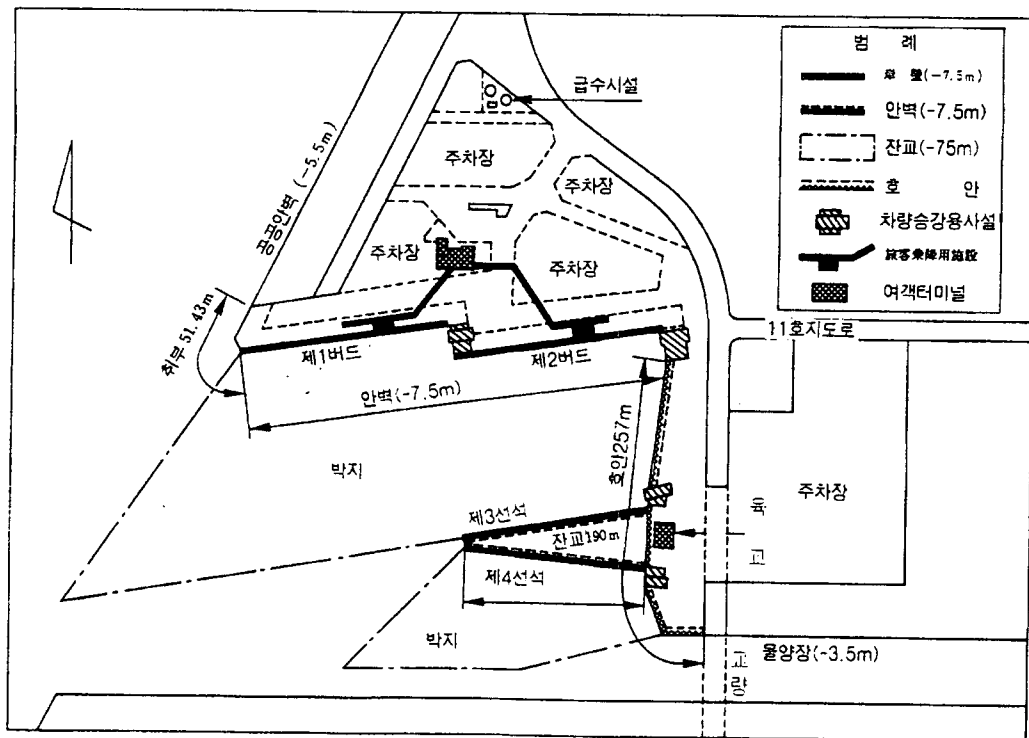 범 례
岸 壁(-7.5m)
안벽(-7.5m)
잔교(-75m)
호 안
차량승강용사설
旅客乗降用施設
여객터미널
급수시설
공공안벽 (-5.5m)
주차장
주차장
주차장
주차장
취부 51.43m
제1버드
제2버드
11호지도로
안벽(-7.5m)
호안257m
박지
주차장
제3선석
잔교190m
육교
제4선석
박지
물양장(-3.5m)
교량